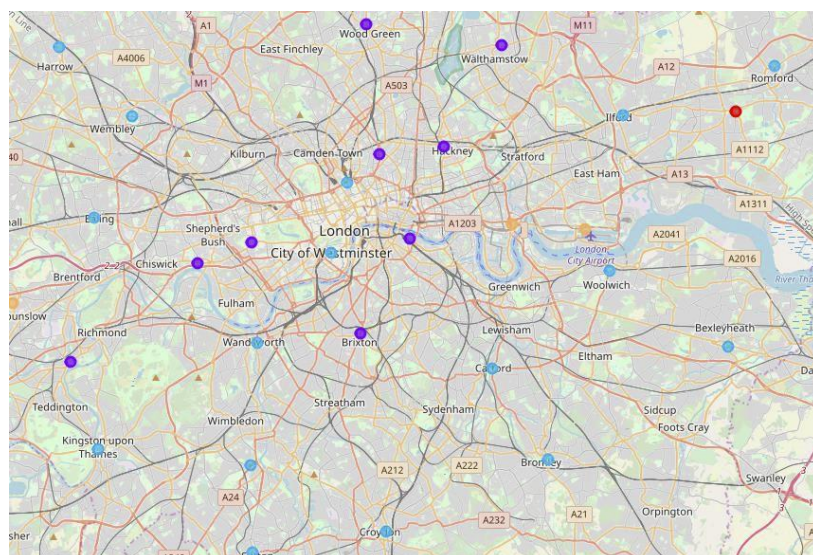 A1
M11
Wood Green
East Finchley
Walthamstow
A4006
Harrow
A12
Romford
M1
A503
Ilford
Wembley
Hackney
A1112
Kilburn
Camden Town
Stratford
40
East Ham
A13
A1311
Ealing
Shepherd's
Bush
London
A1203
A2041
City of Westminster
London
City Airport
A2016
Chiswick
Brentford
Woolwich
Greenwich
Fulham
Richmond
Lewisham
Bexleyheath
Wandsworth
Brixton
Eltham
Catford
Teddington
Streatham
Sydenham
Sidcup
Wimbledon
Foots Cray
Kingston upon
Thames
A212
A222
Bromley
Swanley
3
A24
A21
Orpington
A232
Croydon
3